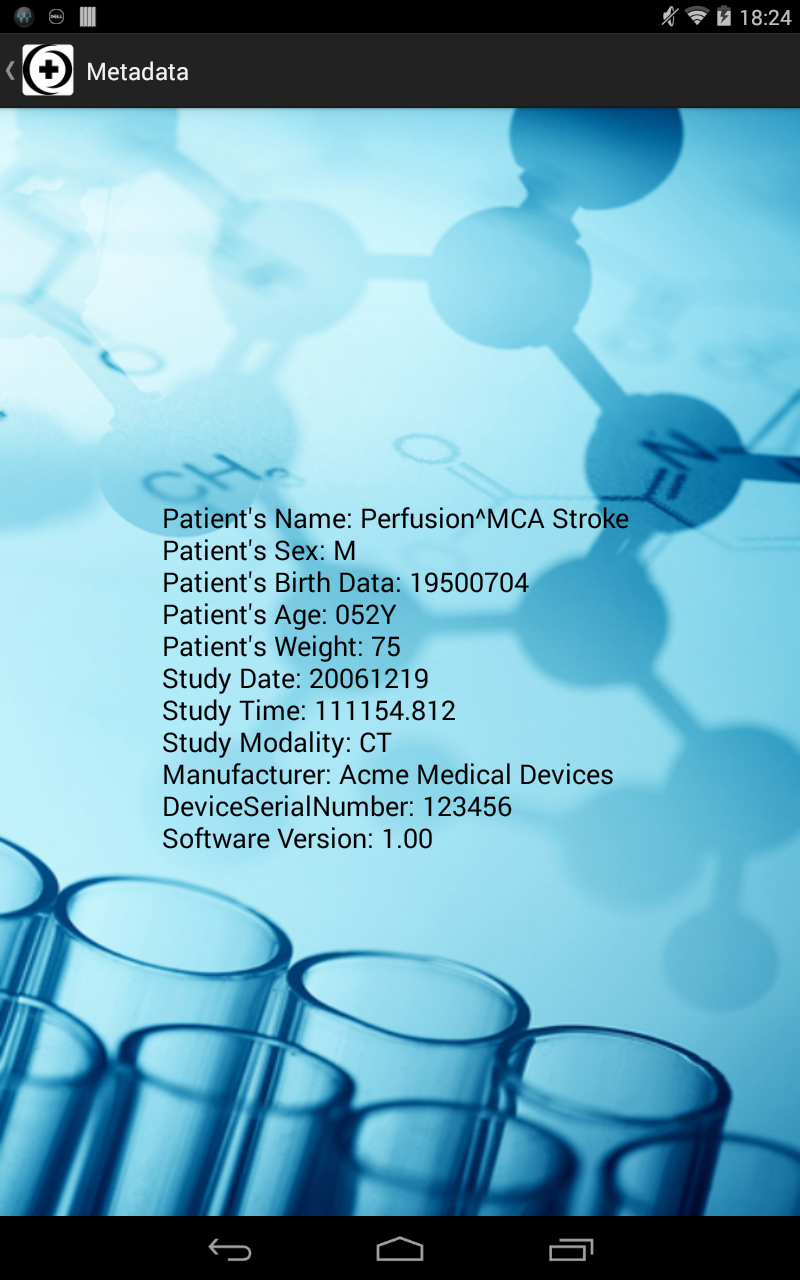 18:24
Metadata
CH₃
N
Patient's Name: Perfusion^MCA Stroke
Patient's Sex: M
Patient's Birth Data: 19500704
Patient's Age: 052Y
Patient's Weight: 75
Study Date: 20061219
Study Time: 111154.812
Study Modality: CT
Manufacturer: Acme Medical Devices
DeviceSerialNumber: 123456
Software Version: 1.00